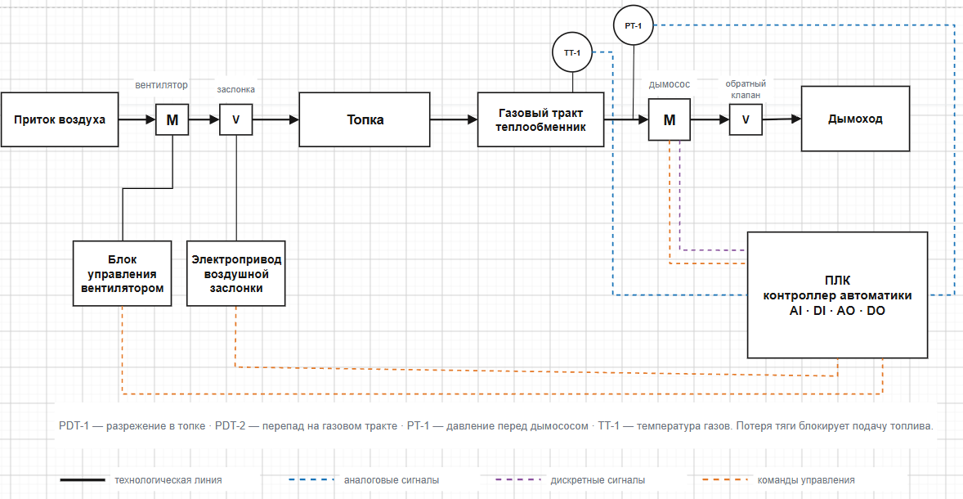 PT-1
TT-1
вентилятор
заслонка
дымосос
обратный
клапан
Приток воздуха
M
V
Топка
Газовый тракт
теплообменник
M
V
Дымоход
Блок
управления
вентилятором
Электропривод
воздушной
заслонки
ПЛК
контроллер автоматики
AI · DI · AO · DO
PDT-1 — разрежение в топке · PDT-2 — перепад на газовом тракте · PT-1 — давление перед дымососом · TT-1 — температура газов. Потеря тяги блокирует подачу топлива.
технологическая линия
аналоговые сигналы
дискретные сигналы
команды управления